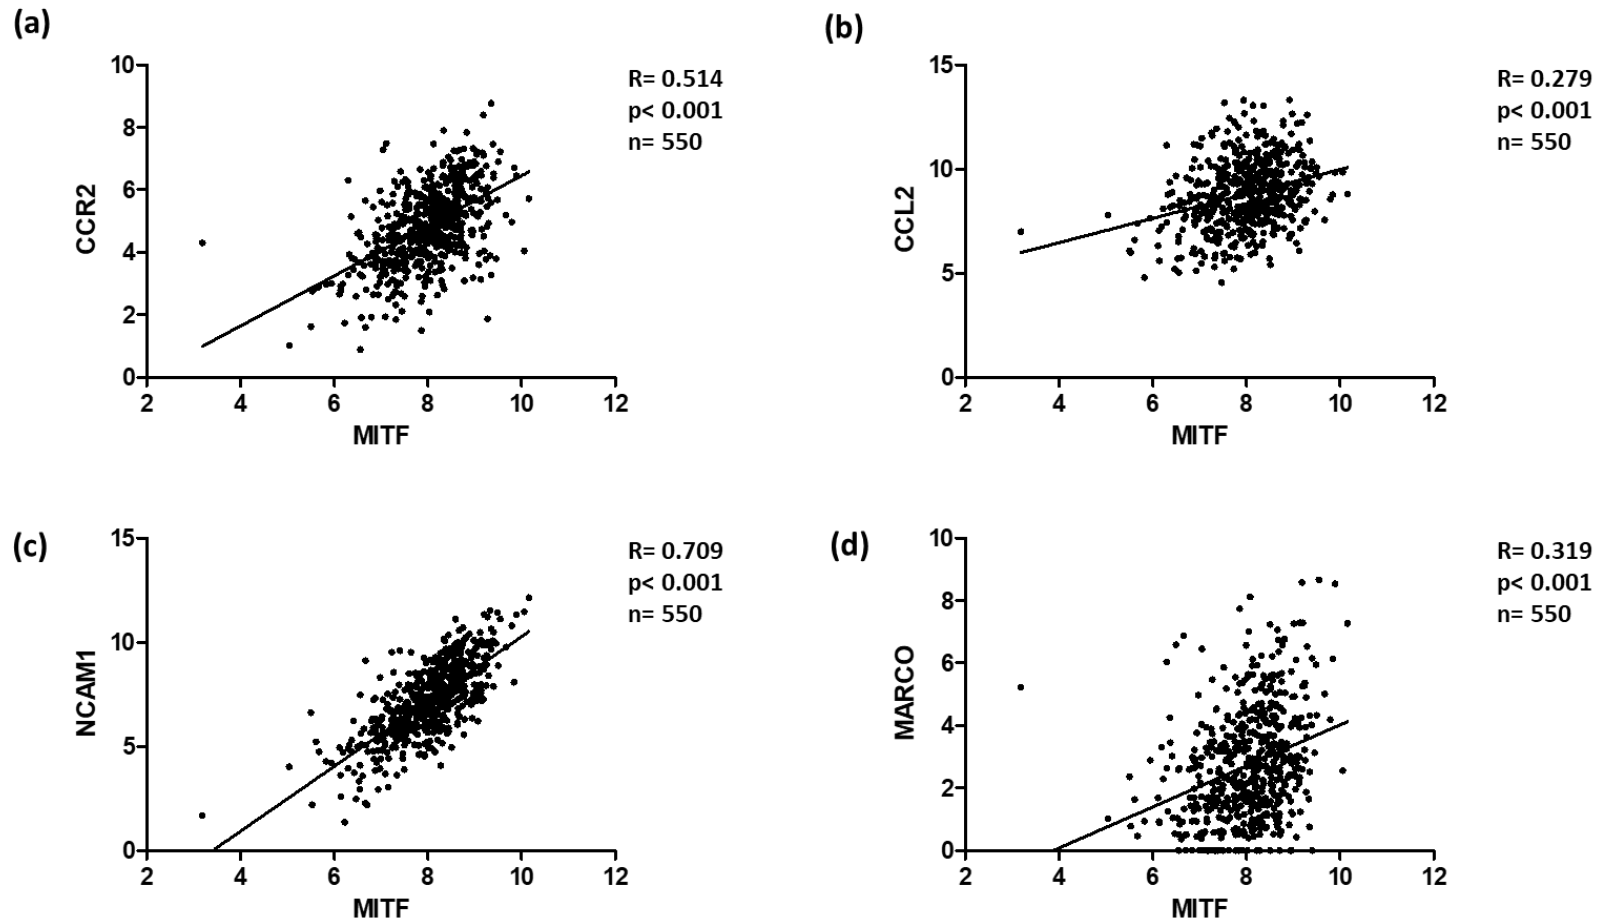 (a)
10
8
6
4
2
0
CCR2
2 4 6 8 10 12
MITF
R= 0.514
p< 0.001
n= 550
(b)
15
10
5
0
CCL2
2 4 6 8 10 12
MITF
R= 0.279
p< 0.001
n= 550
(c)
15
10
5
0
NCAM1
2 4 6 8 10 12
MITF
R= 0.709
p< 0.001
n= 550
(d)
10
8
6
4
2
0
MARCO
2 4 6 8 10 12
MITF
R= 0.319
p< 0.001
n= 550